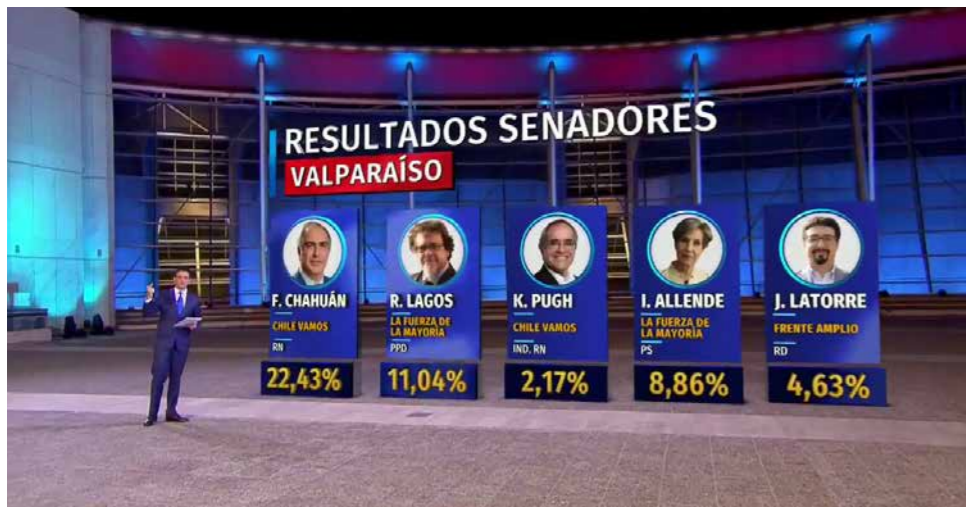 RESULTADOS SENADORES
VALPARAÍSO
F. CHAHUÁN
CHILE VAMOS
RN
22,43%
R. LAGOS
LA FUERZA DE
LA MAYORÍA
PPD
11,04%
K. PUGH
CHILE VAMOS
IND. RN
2,17%
I. ALLENDE
LA FUERZA DE
LA MAYORÍA
PS
8,86%
J. LATORRE
FRENTE AMPLIO
RD
4,63%